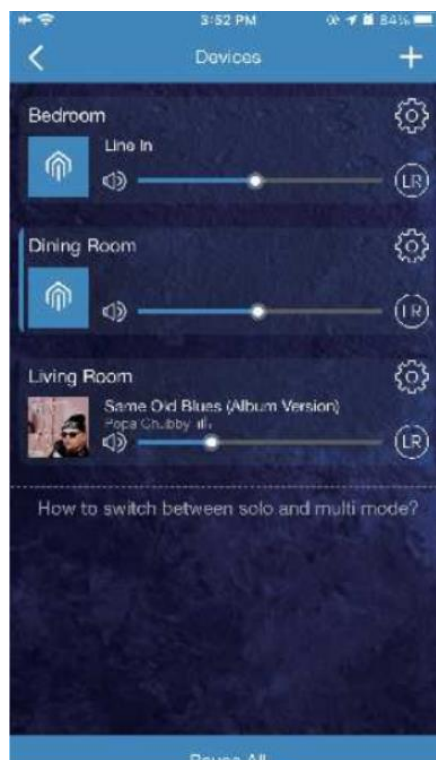 3:52 PM
84%
Devices
Bedroom
Line In
LR
Dining Room
LR
Living Room
Same Old Blues (Album Version)
Popa Chubby
LR
How to switch between solo and multi mode?
Pause All